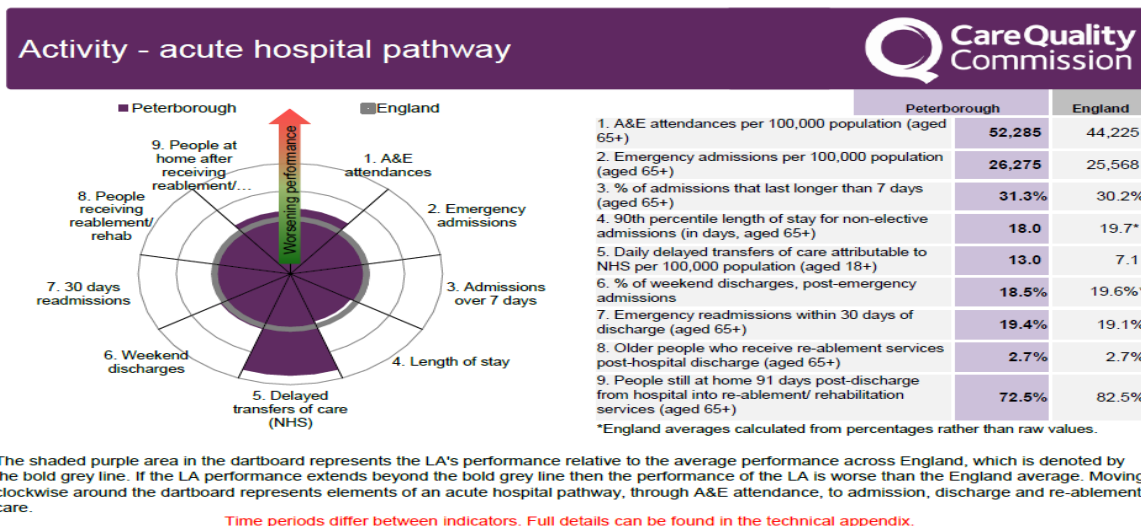 Activity - acute hospital pathway
CareQuality
Commission
Peterborough
England
Worsening performance
1. A&E
attendances
2. Emergency
admissions
3. Admissions
over 7 days
4. Length of stay
5. Delayed
transfers of care
(NHS)
6. Weekend
discharges
7. 30 days
readmissions
8. People
receiving
reablement/
rehab
9. People at
home after
receiving
reablement/...
Peterborough England
1. A&E attendances per 100,000 population (aged
65+) 52,285 44,225
2. Emergency admissions per 100,000 population
(aged 65+) 26,275 25,568
3. % of admissions that last longer than 7 days
(aged 65+) 31.3% 30.2%
4. 90th percentile length of stay for non-elective
admissions (in days, aged 65+) 18.0 19.7*
5. Daily delayed transfers of care attributable to
NHS per 100,000 population (aged 18+) 13.0 7.1
6. % of weekend discharges, post-emergency
admissions 18.5% 19.6%*
7. Emergency readmissions within 30 days of
discharge (aged 65+) 19.4% 19.1%
8. Older people who receive re-ablement services
post-hospital discharge (aged 65+) 2.7% 2.7%
9. People still at home 91 days post-discharge
from hospital into re-ablement/ rehabilitation
services (aged 65+) 72.5% 82.5%
*England averages calculated from percentages rather than raw values.
The shaded purple area in the dartboard represents the LA's performance relative to the average performance across England, which is denoted by
the bold grey line. If the LA performance extends beyond the bold grey line then the performance of the LA is worse than the England average. Moving
clockwise around the dartboard represents elements of an acute hospital pathway, through A&E attendance, to admission, discharge and re-ablement
care.
Time periods differ between indicators. Full details can be found in the technical appendix.